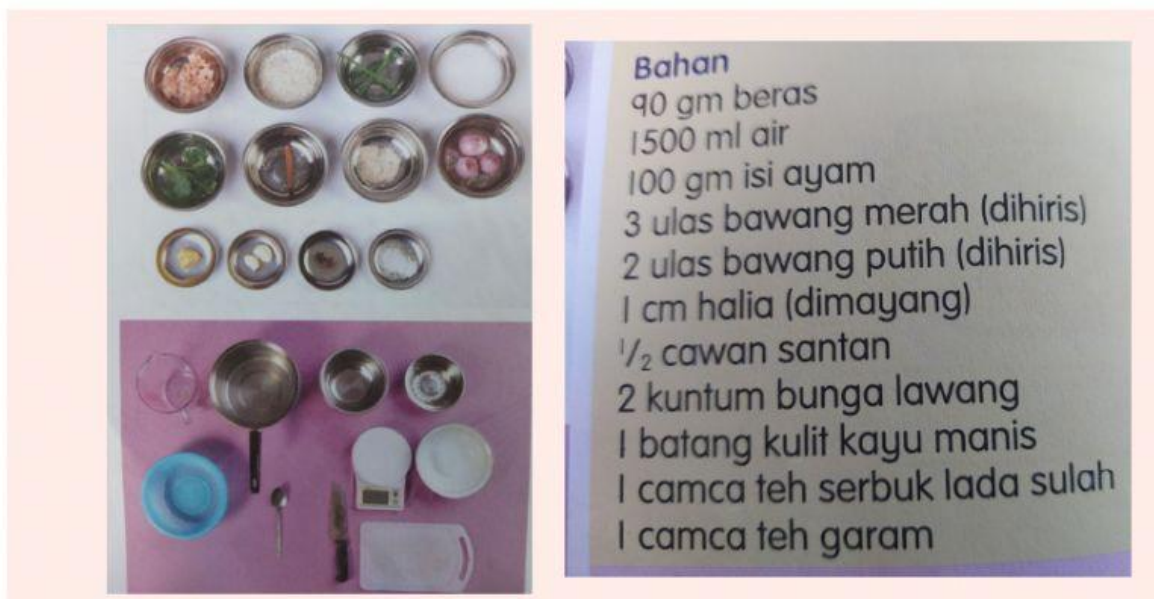 Bahan
90 gm beras
1500 ml air
100 gm isi ayam
3 ulas bawang merah (dihiris)
2 ulas bawang putih (dihiris)
1 cm halia (dimayang)
1/2 cawan santan
2 kuntum bunga lawang
1 batang kulit kayu manis
1 camca teh serbuk lada sulah
1 camca teh garam